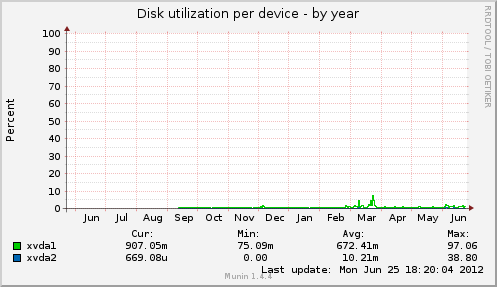 Disk utilization per device - by year
RRDTOOL / TOBI OETIKER
Percent
100
90
80
70
60
50
40
30
20
10
0
Jun Jul Aug Sep Oct Nov Dec Jan Feb Mar Apr May Jun
Cur: Min: Avg: Max:
xvda1 907.05m 75.09m 672.41m 97.06
xvda2 669.08u 0.00 10.21m 38.80
Last update: Mon Jun 25 18:20:04 2012
Munin 1.4.4